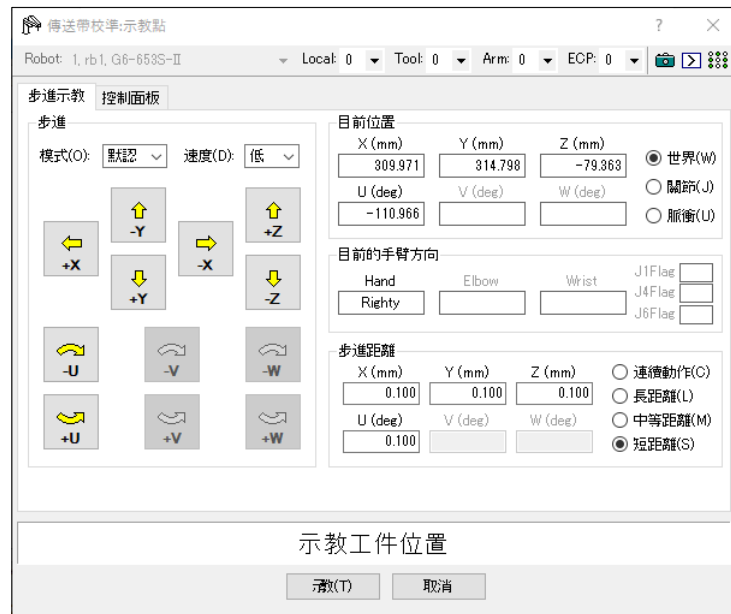 傳送帶校準:示教點
Robot: 1, rb1, G6-653S-II Local: 0 Tool: 0 Arm: 0 ECP: 0
步進示教 控制面板
步進
模式(O): 默認 速度(D): 低
-Y
+Z
+X
-X
+Y
-Z
-U -V -W
+U +V +W
目前位置
X (mm) Y (mm) Z (mm)
309.971 314.798 -79.363
U (deg) V (deg) W (deg)
-110.966
世界(W)
關節(J)
脈衝(U)
目前的手臂方向
Hand Elbow Wrist
Righty
J1Flag
J4Flag
J6Flag
步進距離
X (mm) Y (mm) Z (mm)
0.100 0.100 0.100
U (deg) V (deg) W (deg)
0.100
連續動作(C)
長距離(L)
中等距離(M)
短距離(S)
示教工件位置
示教(T) 取消